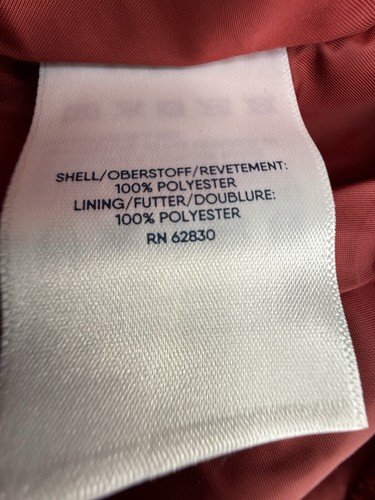 SHELL/OBERSTOFF/REVETEMENT:
100% POLYESTER
LINING/FUTTER/DOUBLURE:
100% POLYESTER
RN 62830